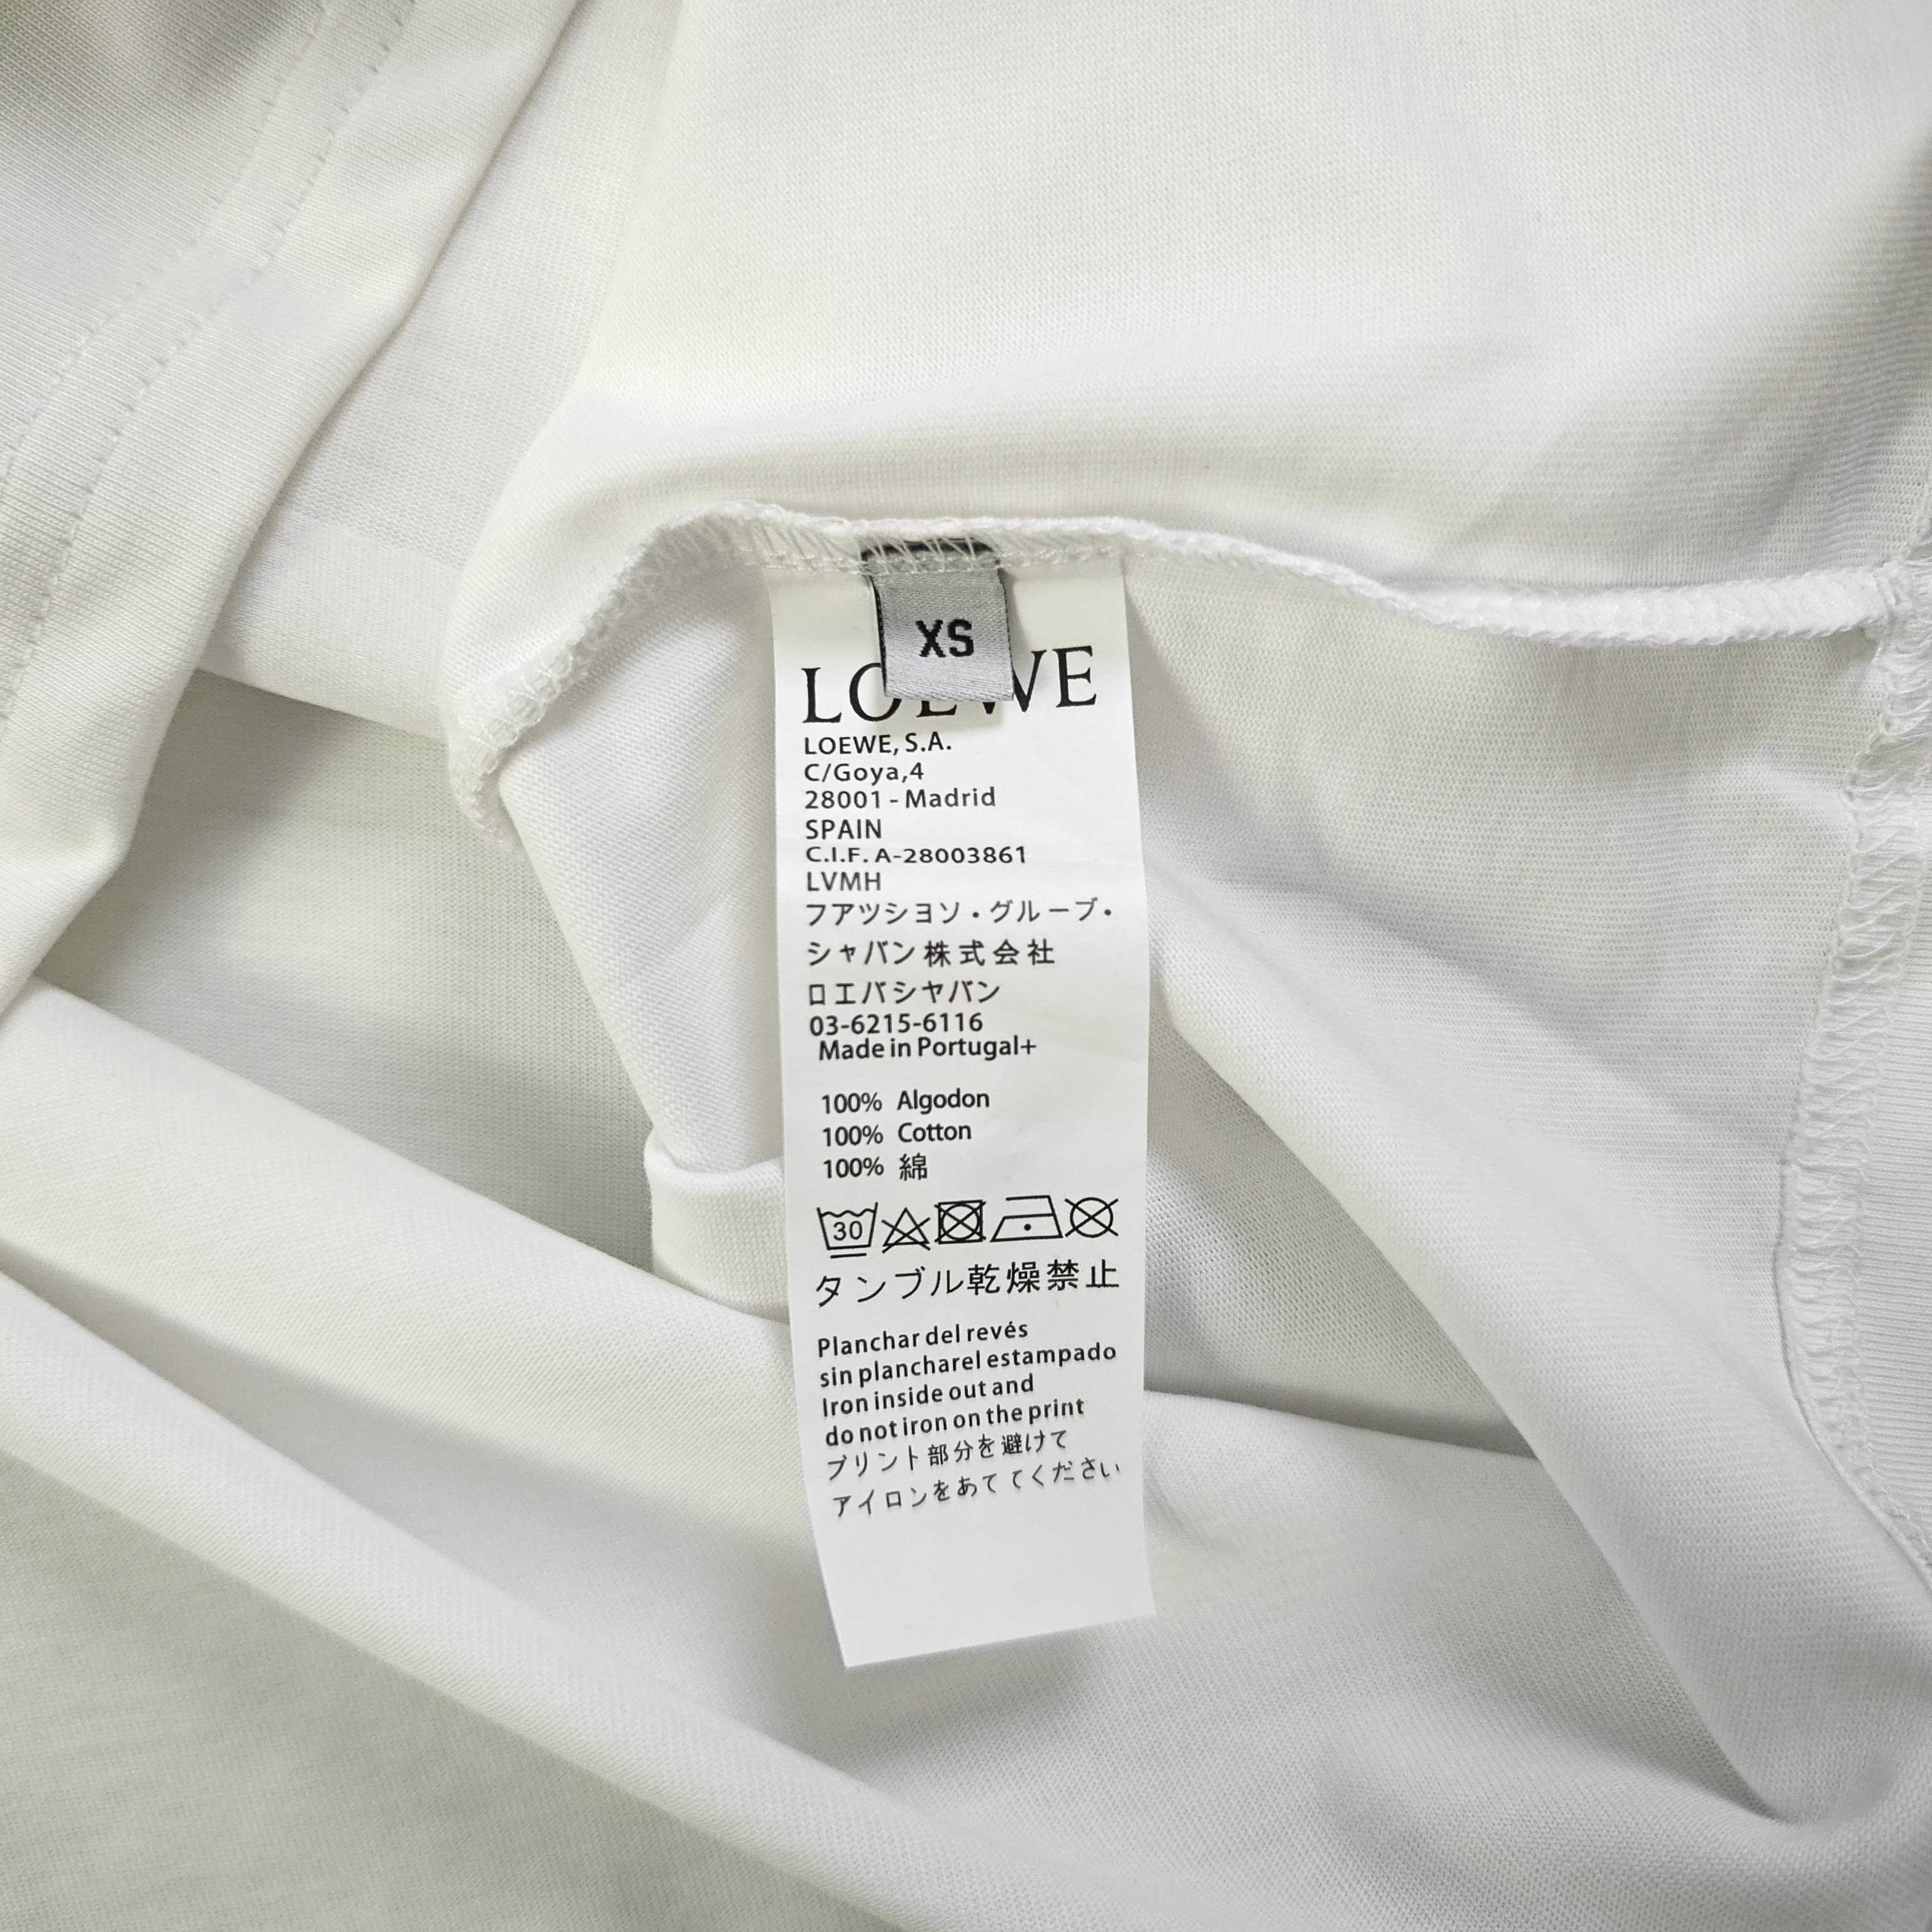 XS
LOEWE
LOEWE, S.A.
C/Goya,4
28001 - Madrid
SPAIN
C.I.F. A-28003861
LVMH
フアツシヨソ・グルーブ・
シャバン株式会社
ロエバシヤバン
03-6215-6116
Made in Portugal+
100% Algodon
100% Cotton
100% 綿
30
タンブル乾燥禁止
Planchar del revés
sin plancharel estampado
Iron inside out and
do not iron on the print
プリント部分を避けて
アイロンをあててください